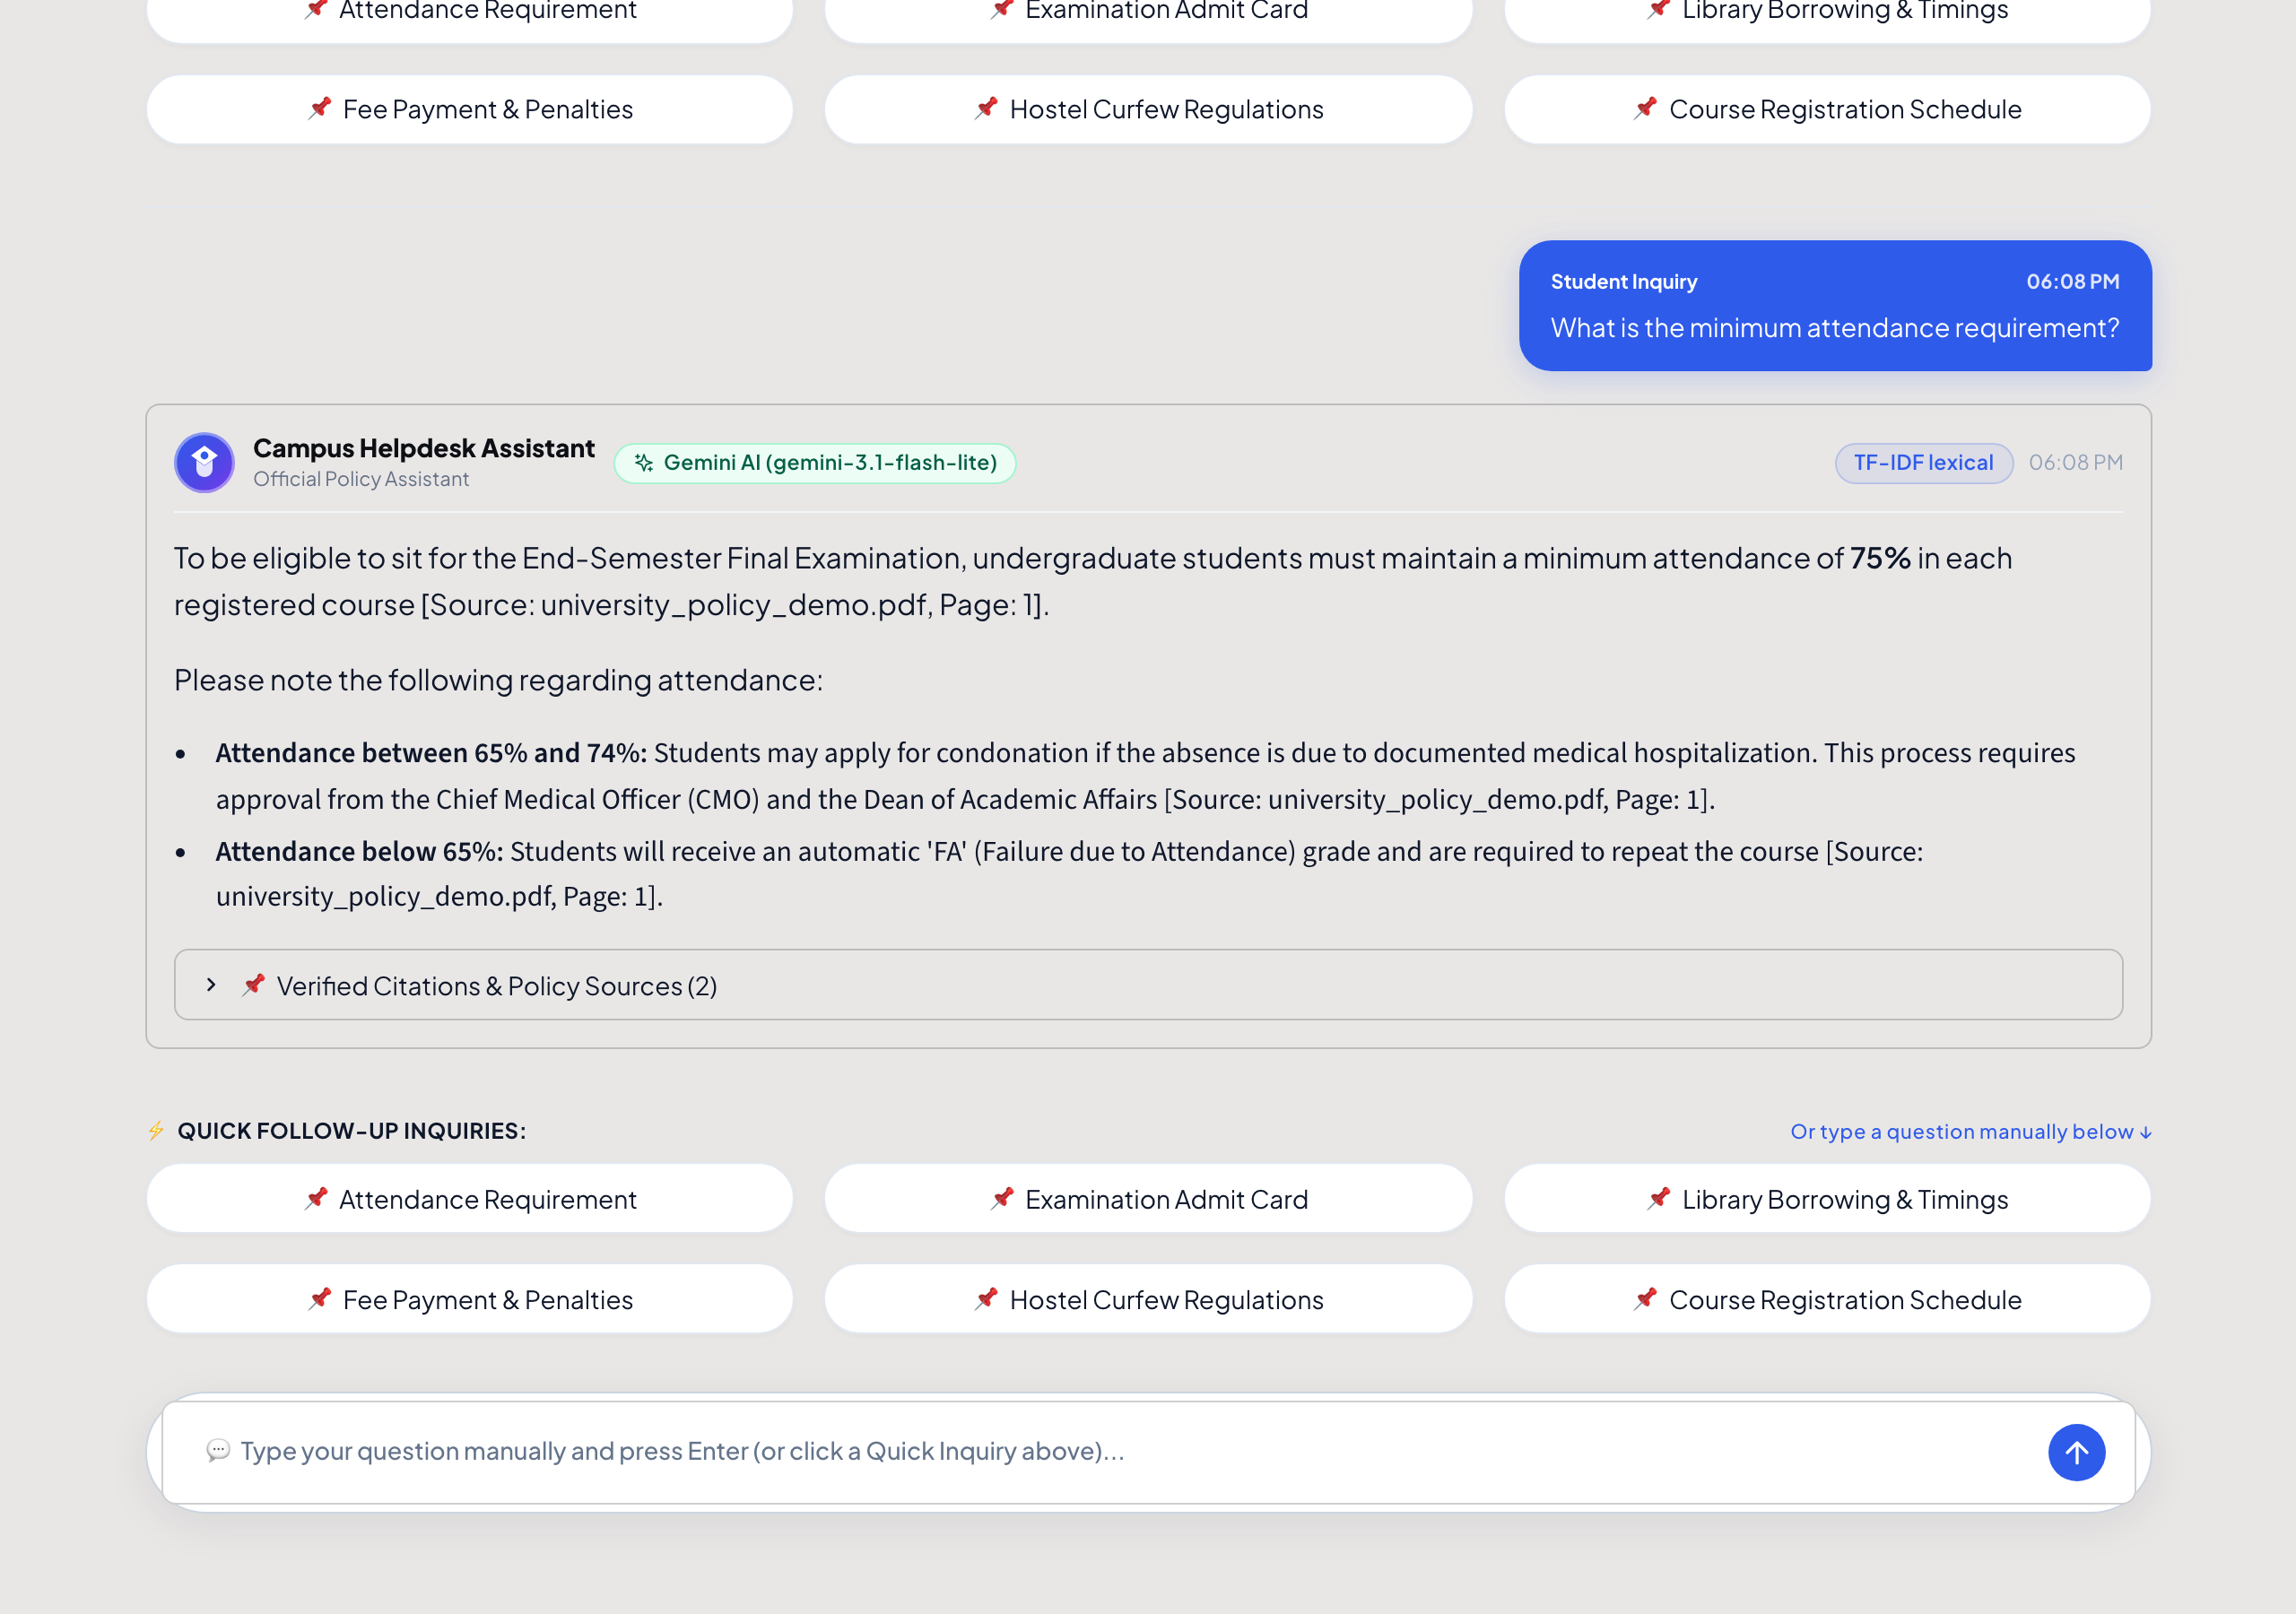 📌 Attendance Requirement
📌 Examination Admit Card
📌 Library Borrowing & Timings
📌 Fee Payment & Penalties
📌 Hostel Curfew Regulations
📌 Course Registration Schedule
Student Inquiry 06:08 PM
What is the minimum attendance requirement?
Campus Helpdesk Assistant
Official Policy Assistant
Gemini AI (gemini-3.1-flash-lite)
TF-IDF lexical 06:08 PM
To be eligible to sit for the End-Semester Final Examination, undergraduate students must maintain a minimum attendance of 75% in each
registered course [Source: university_policy_demo.pdf, Page: 1].
Please note the following regarding attendance:
• Attendance between 65% and 74%: Students may apply for condonation if the absence is due to documented medical hospitalization. This process requires
approval from the Chief Medical Officer (CMO) and the Dean of Academic Affairs [Source: university_policy_demo.pdf, Page: 1].
• Attendance below 65%: Students will receive an automatic 'FA' (Failure due to Attendance) grade and are required to repeat the course [Source:
university_policy_demo.pdf, Page: 1].
📌 Verified Citations & Policy Sources (2)
⚡ QUICK FOLLOW-UP INQUIRIES:
Or type a question manually below ↓
📌 Attendance Requirement
📌 Examination Admit Card
📌 Library Borrowing & Timings
📌 Fee Payment & Penalties
📌 Hostel Curfew Regulations
📌 Course Registration Schedule
💬 Type your question manually and press Enter (or click a Quick Inquiry above)...